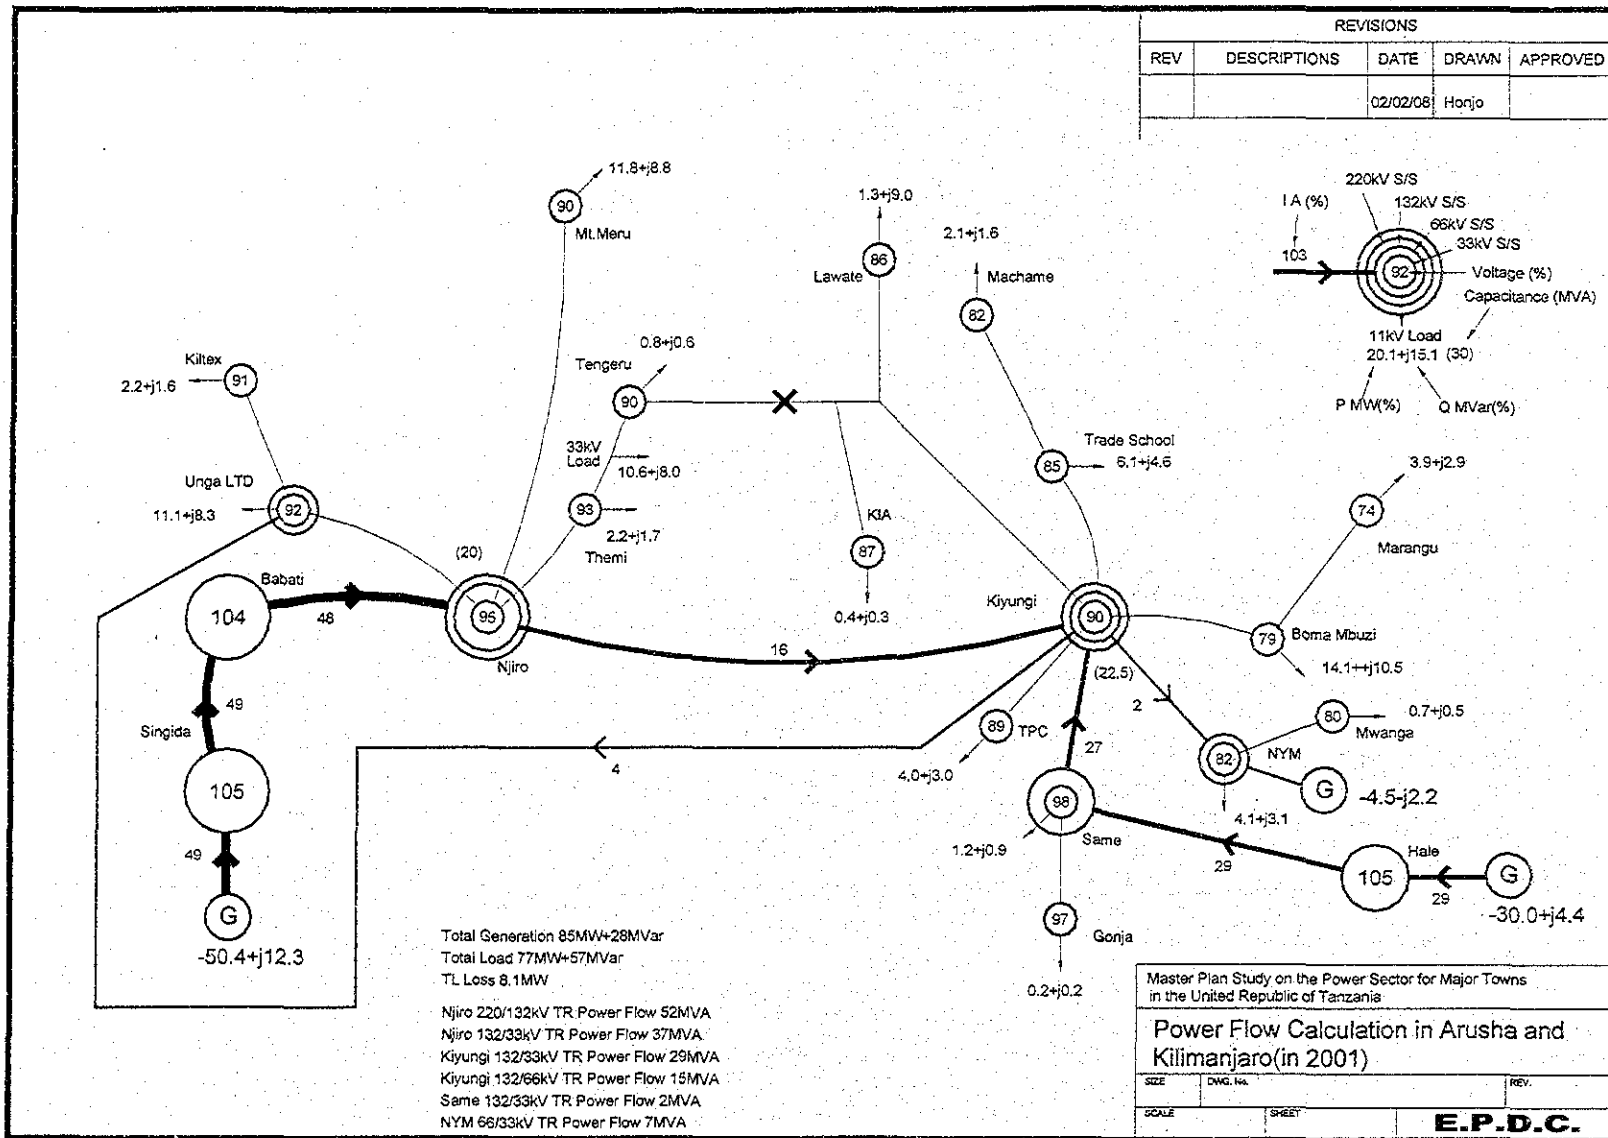 REVISIONS
REV DESCRIPTIONS DATE DRAWN APPROVED
02/02/08 Honjo
220kV S/S
I A (%)
132kV S/S
66kV S/S
33kV S/S
103
92
Voltage (%)
Capacitance (MVA)
11kV Load
20.1+j15.1 (30)
P MW(%)
Q MVar(%)
11.8+j8.8
90
Mt.Meru
1.3+j9.0
86
Lawate
2.1+j1.6
Machame
82
Kiltex
2.2+j1.6
91
0.8+j0.6
Tengeru
90
33kV
Load
10.6+j8.0
Trade School
85
6.1+j4.6
3.9+j2.9
74
Marangu
Unga LTD
11.1+j8.3
92
93
2.2+j1.7
Themi
KIA
87
0.4+j0.3
(20)
Babati
104
48
95
Njiro
Kiyungi
90
(22.5)
79
Boma Mbuzi
14.1++j10.5
16
49
Singida
105
49
G
-50.4+j12.3
4
89
TPC
4.0+j3.0
27
2
80
0.7+j0.5
Mwanga
82
NYM
G
-4.5-j2.2
4.1+j3.1
98
Same
1.2+j0.9
29
Hale
105
G
29
-30.0+j4.4
97
Gonja
0.2+j0.2
Total Generation 85MW+28MVar
Total Load 77MW+57MVar
TL Loss 8.1MW
Njiro 220/132kV TR Power Flow 52MVA
Njiro 132/33kV TR Power Flow 37MVA
Kiyungi 132/33kV TR Power Flow 29MVA
Kiyungi 132/66kV TR Power Flow 15MVA
Same 132/33kV TR Power Flow 2MVA
NYM 66/33kV TR Power Flow 7MVA
Master Plan Study on the Power Sector for Major Towns
in the United Republic of Tanzania
Power Flow Calculation in Arusha and
Kilimanjaro(in 2001)
SIZE DWG. No. REV.
SCALE SHEET E.P.D.C.